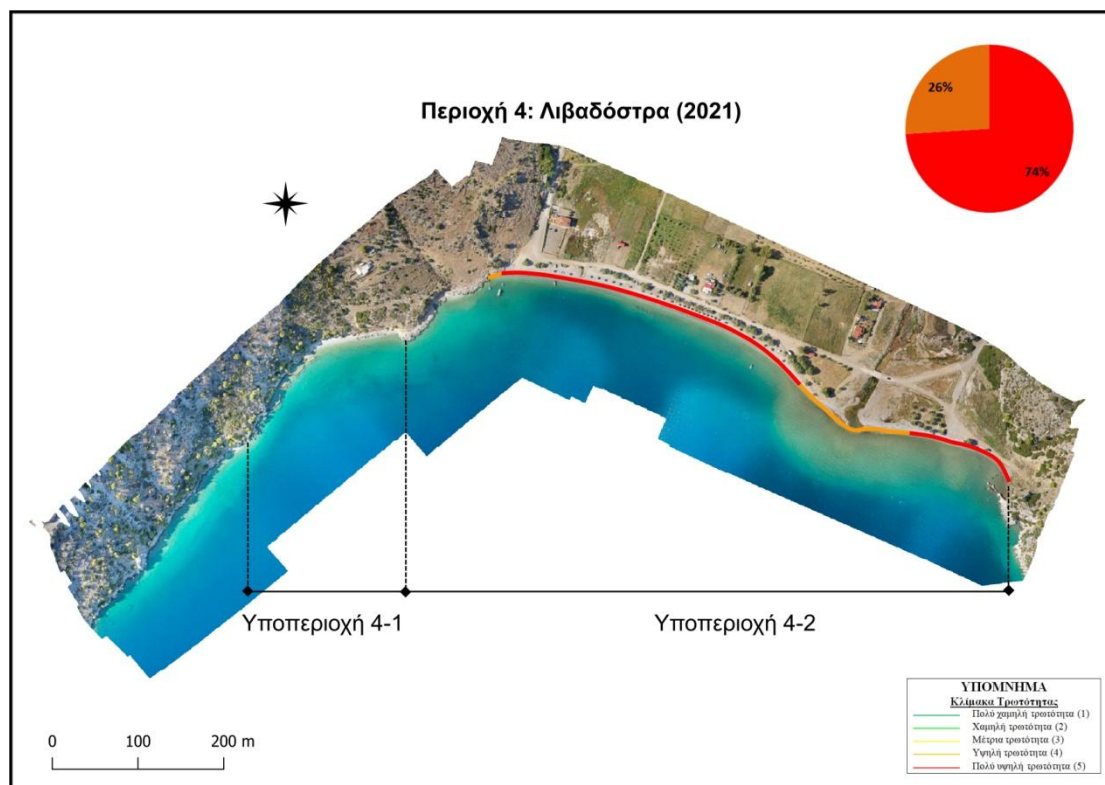 26%
74%
Περιοχή 4: Λιβαδόστρα (2021)
Υποπεριοχή 4-1
Υποπεριοχή 4-2
0 100 200 m
ΥΠΟΜΝΗΜΑ
Κλίμακα Τρωτότητας
Πολύ χαμηλή τρωτότητα (1)
Χαμηλή τρωτότητα (2)
Μέτρια τρωτότητα (3)
Υψηλή τρωτότητα (4)
Πολύ υψηλή τρωτότητα (5)